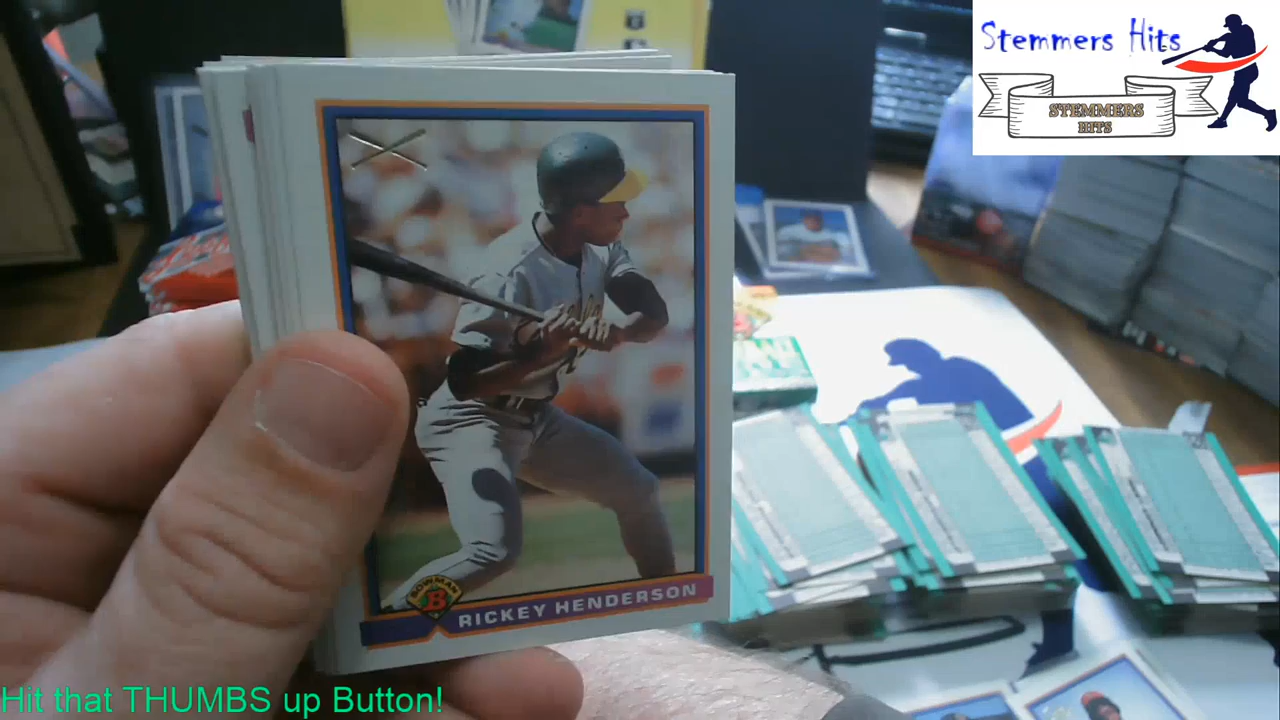 Stemmers Hits
STEMMERS
HITS
BOWMAN
B
RICKEY HENDERSON
Hit that THUMBS up Button!